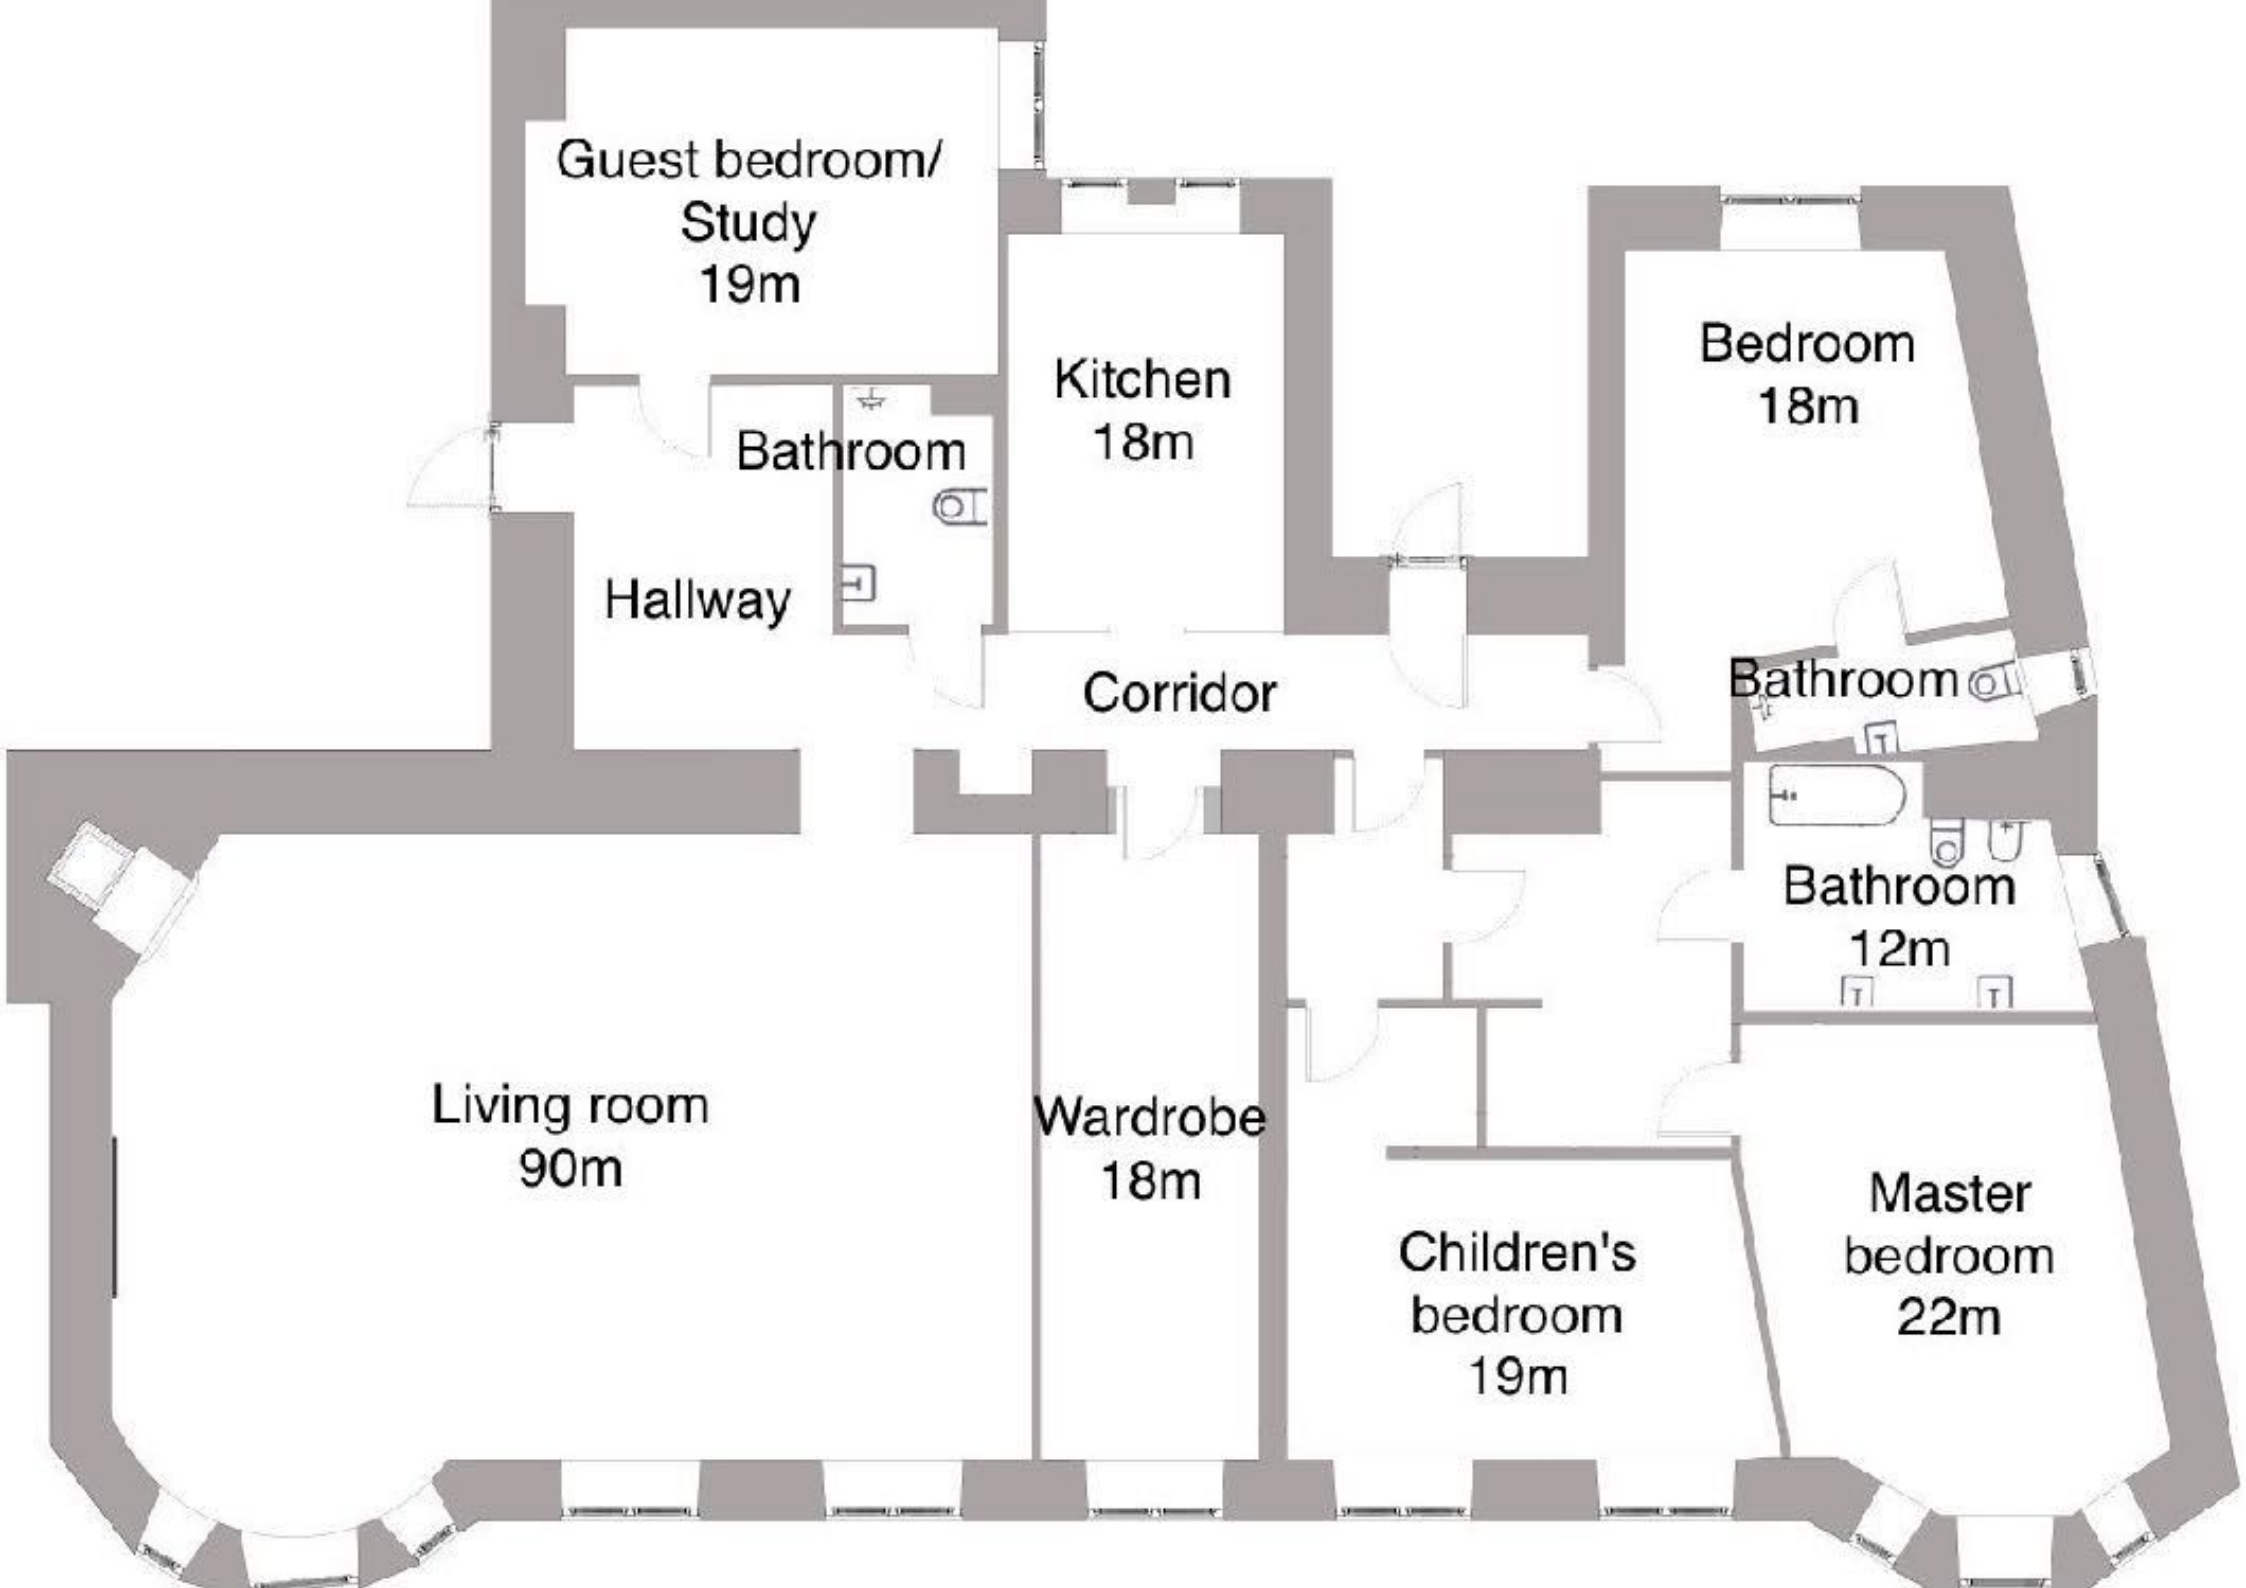 Guest bedroom/
Study
19m
Kitchen
18m
Bedroom
18m
Bathroom
Hallway
Corridor
Bathroom
Bathroom
12m
Living room
90m
Wardrobe
18m
Children's
bedroom
19m
Master
bedroom
22m